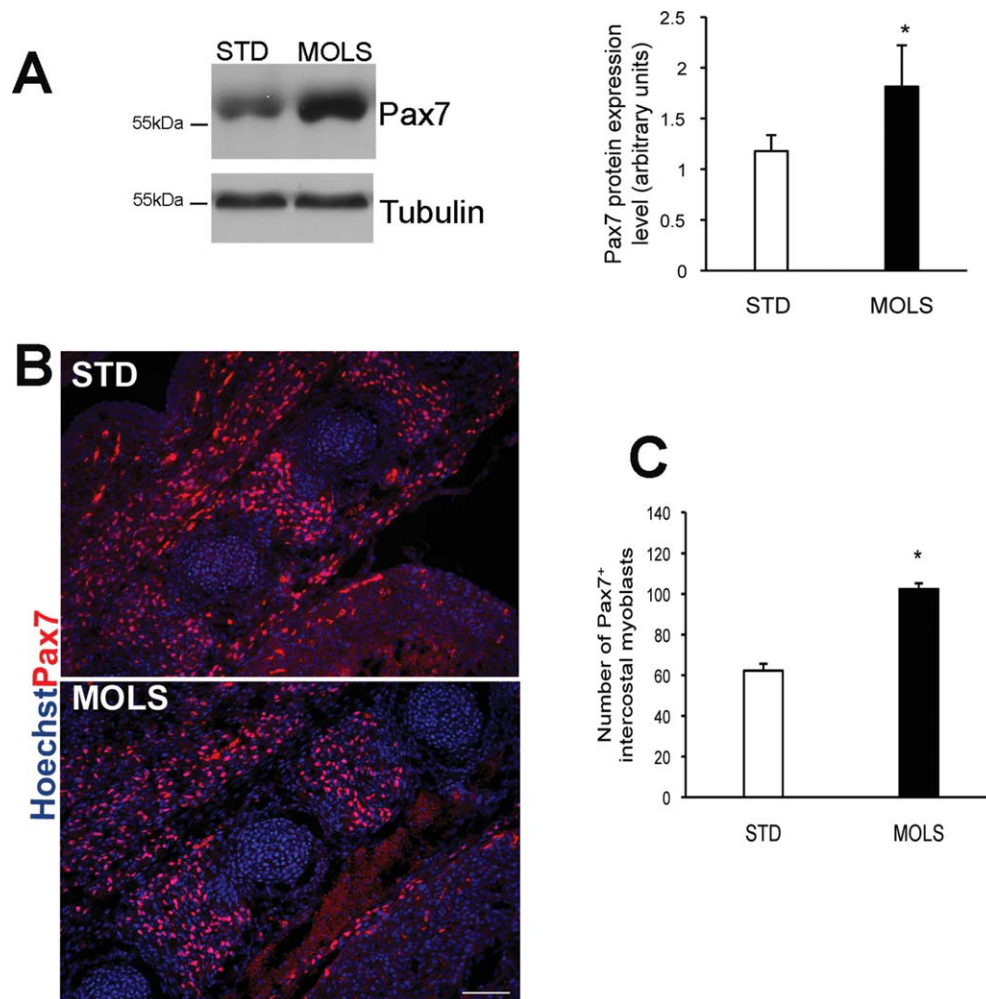 A
STD MOLS
55kDa
Pax7
55kDa
Tubulin
Pax7 protein expression
level (arbitrary units)
2.5
*
2
1.5
1
0.5
0
STD MOLS
B
STD
MOLS
HoechstPax7
C
Number of Pax7⁺
intercostal myoblasts
140
120
*
100
80
60
40
20
0
STD MOLS